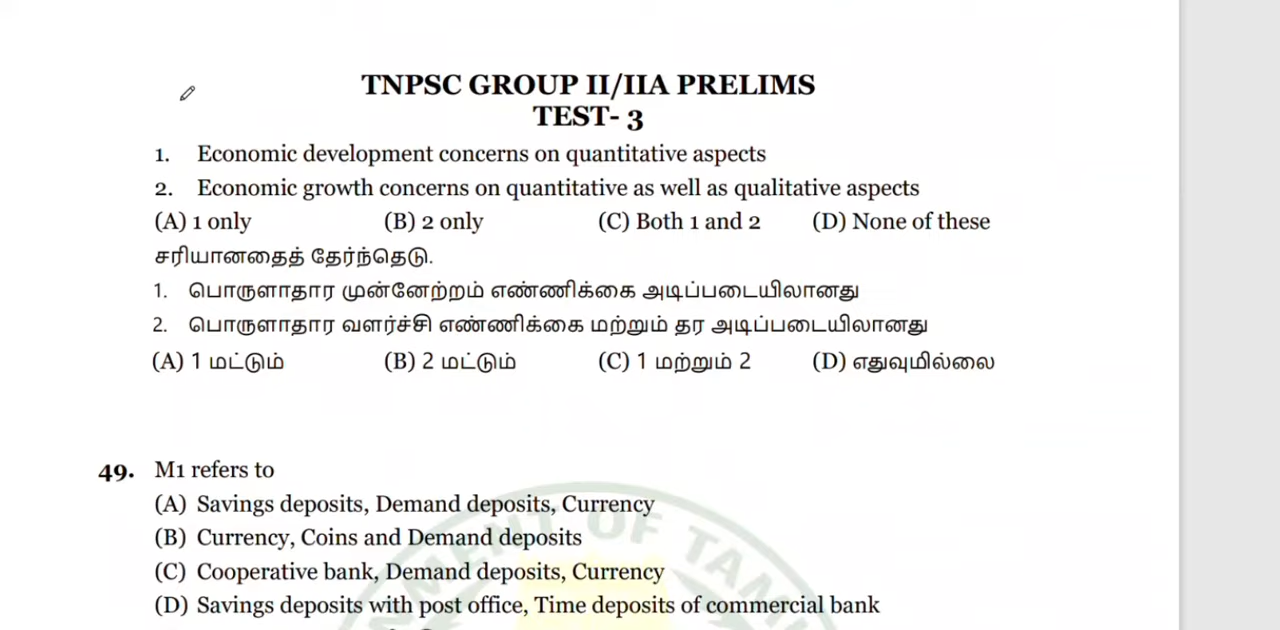 TNPSC GROUP II/IIA PRELIMS
TEST- 3
1. Economic development concerns on quantitative aspects
2. Economic growth concerns on quantitative as well as qualitative aspects
(A) 1 only (B) 2 only (C) Both 1 and 2 (D) None of these
சரியானதைத் தேர்ந்தெடு.
1. பொருளாதார முன்னேற்றம் எண்ணிக்கை அடிப்படையிலானது
2. பொருளாதார வளர்ச்சி எண்ணிக்கை மற்றும் தர அடிப்படையிலானது
(A) 1 மட்டும் (B) 2 மட்டும் (C) 1 மற்றும் 2 (D) எதுவுமில்லை
49. M1 refers to
(A) Savings deposits, Demand deposits, Currency
(B) Currency, Coins and Demand deposits
(C) Cooperative bank, Demand deposits, Currency
(D) Savings deposits with post office, Time deposits of commercial bank